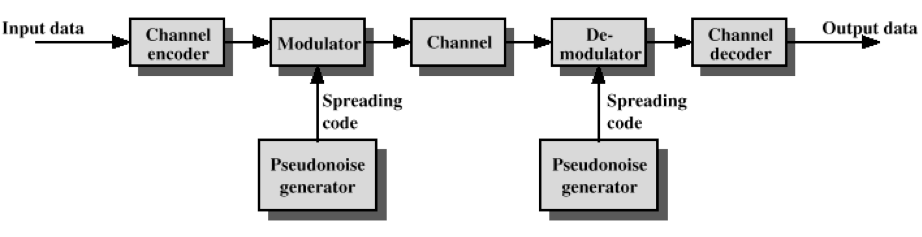 Input data
Channel
encoder
Modulator
Channel
De-
modulator
Channel
decoder
Output data
Spreading
code
Spreading
code
Pseudonoise
generator
Pseudonoise
generator